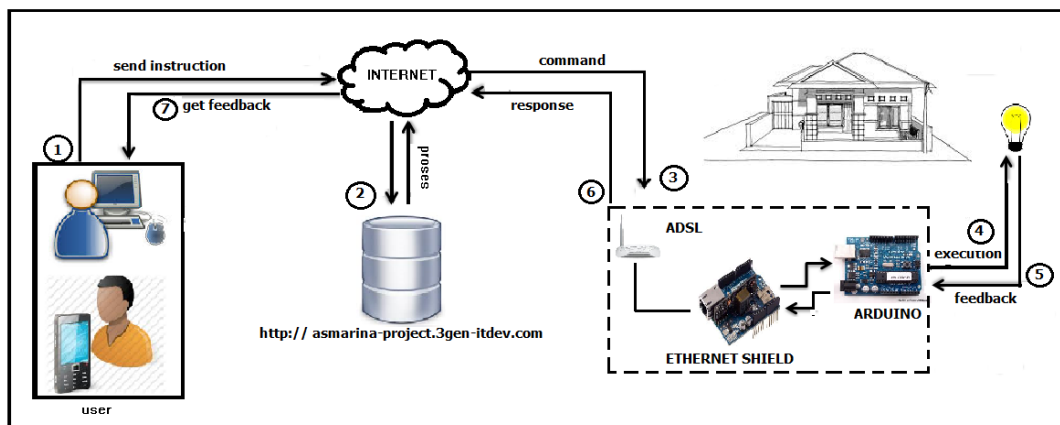 send instruction
INTERNET
command
7 get feedback
response
1
2
proses
3
6
ADSL
4
execution
5
feedback
ARDUINO
http:// asmarina-project.3gen-itdev.com
ETHERNET SHIELD
user